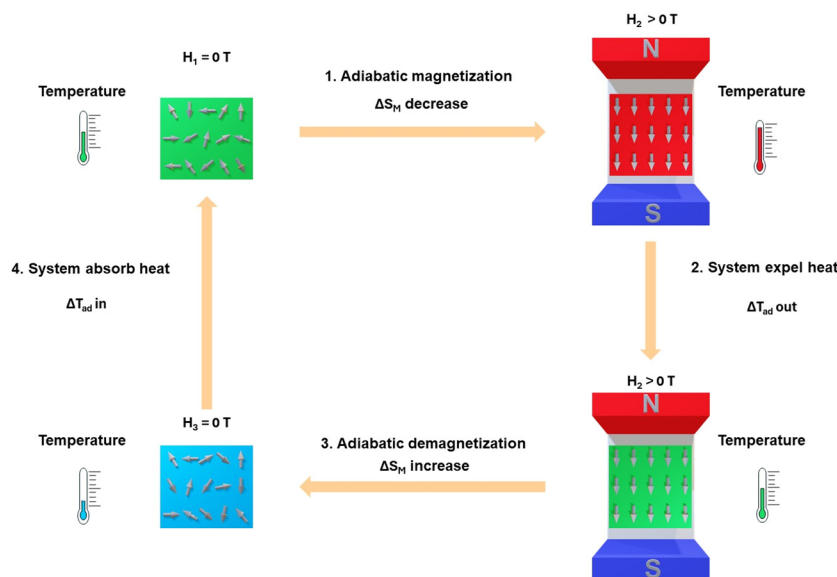 H₁ = 0 T
Temperature
1. Adiabatic magnetization
ΔS_M decrease
H₂ > 0 T
N
S
Temperature
4. System absorb heat
ΔT_ad in
2. System expel heat
ΔT_ad out
H₃ = 0 T
Temperature
3. Adiabatic demagnetization
ΔS_M increase
H₂ > 0 T
N
S
Temperature